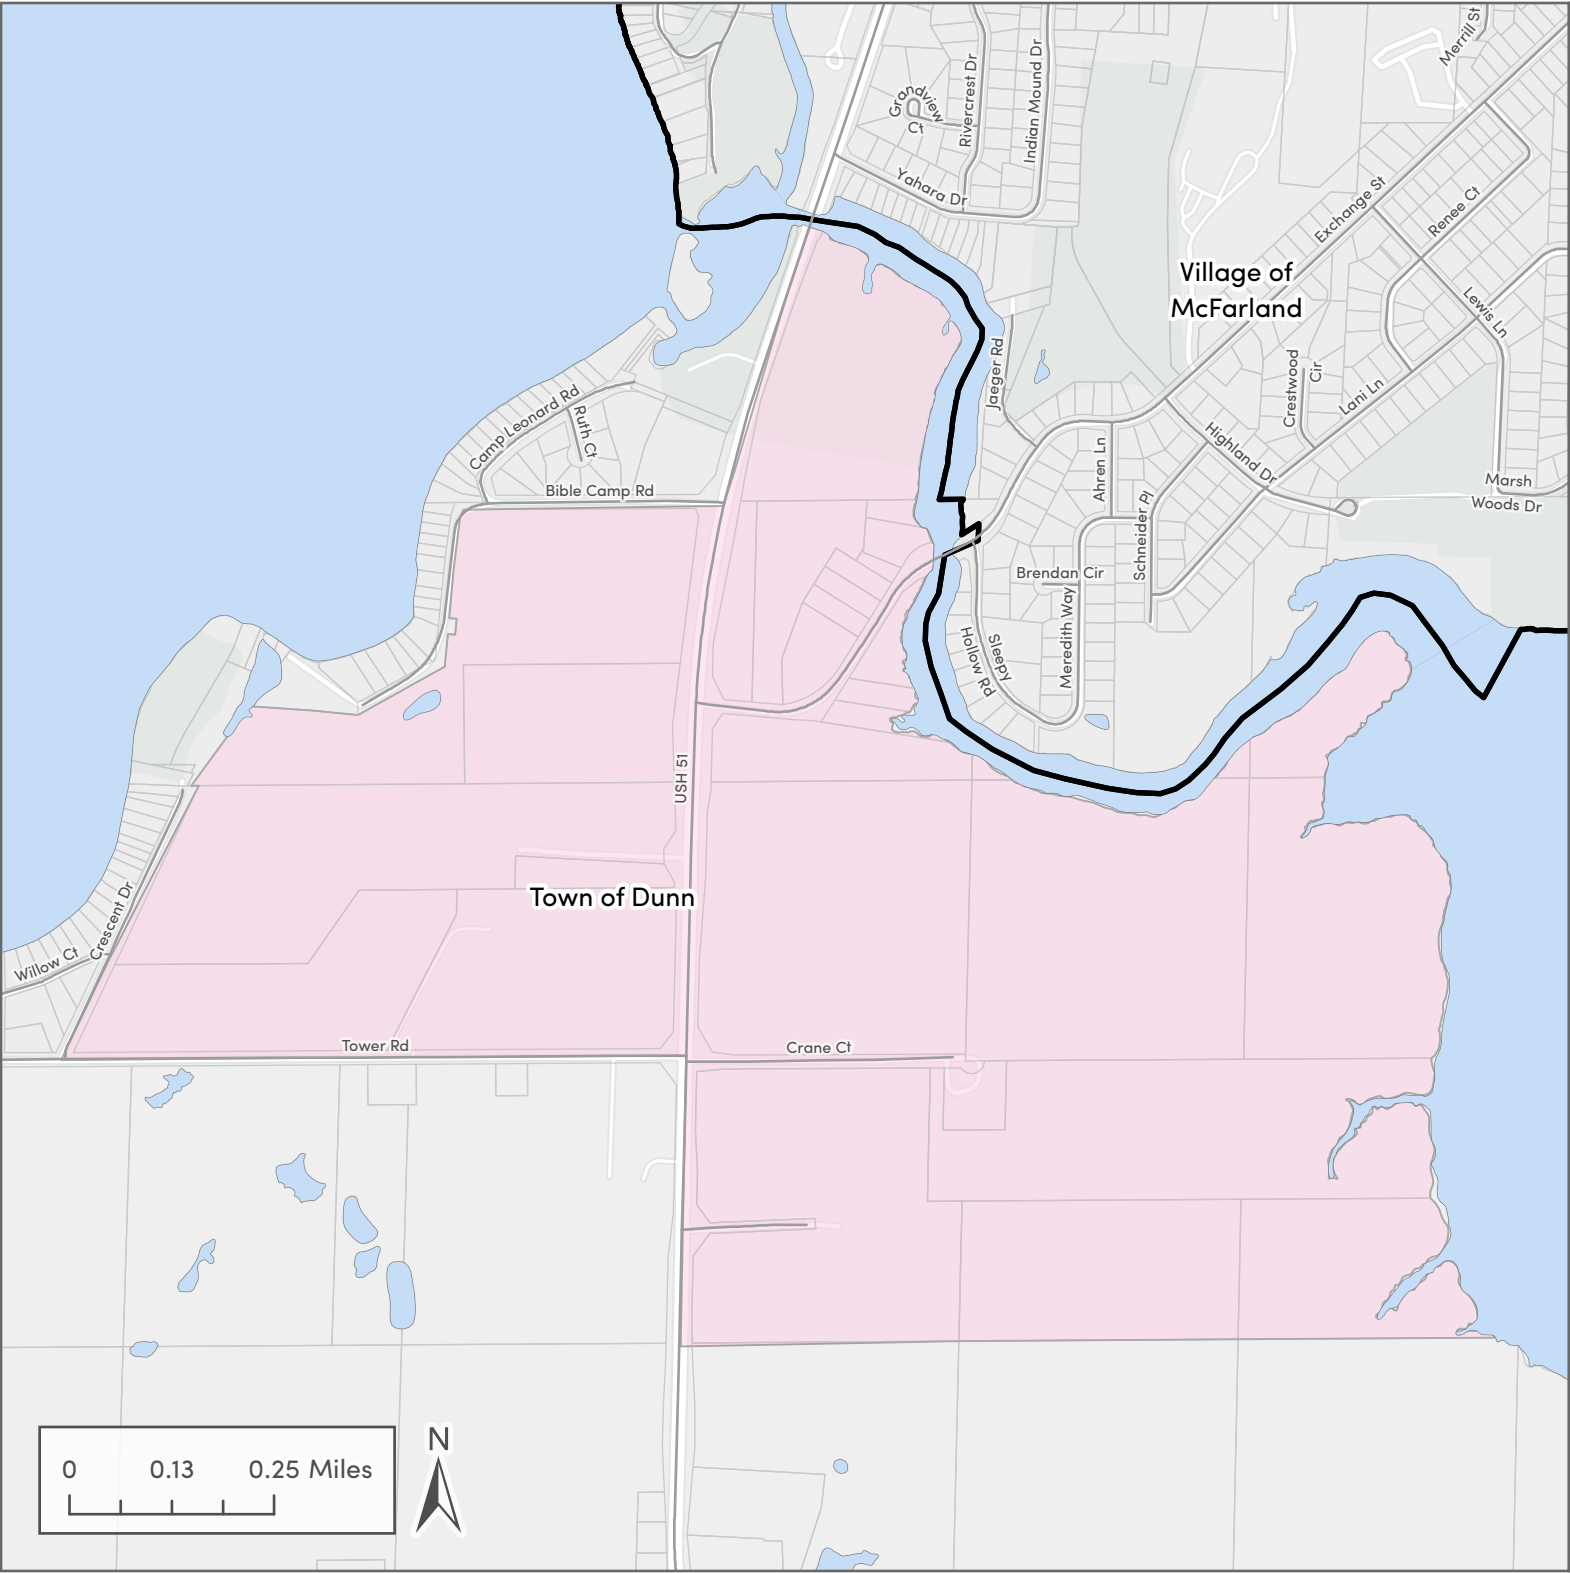 Merrill St
Grandview
Ct
Rivercrest Dr
Indian Mound Dr
Yahara Dr
Exchange St
Renee Ct
Village of
McFarland
Lewis Ln
Jaeger Rd
Crestwood
Cir
Lani Ln
Camp Leonard Rd
Ruth Ct
Highland Dr
Ahren Ln
Bible Camp Rd
Marsh
Woods Dr
Schneider Pl
Brendan Cir
Meredith Way
Sleepy
Hollow Rd
USH 51
Town of Dunn
Crescent Dr
Willow Ct
Tower Rd
Crane Ct
N
0 0.13 0.25 Miles